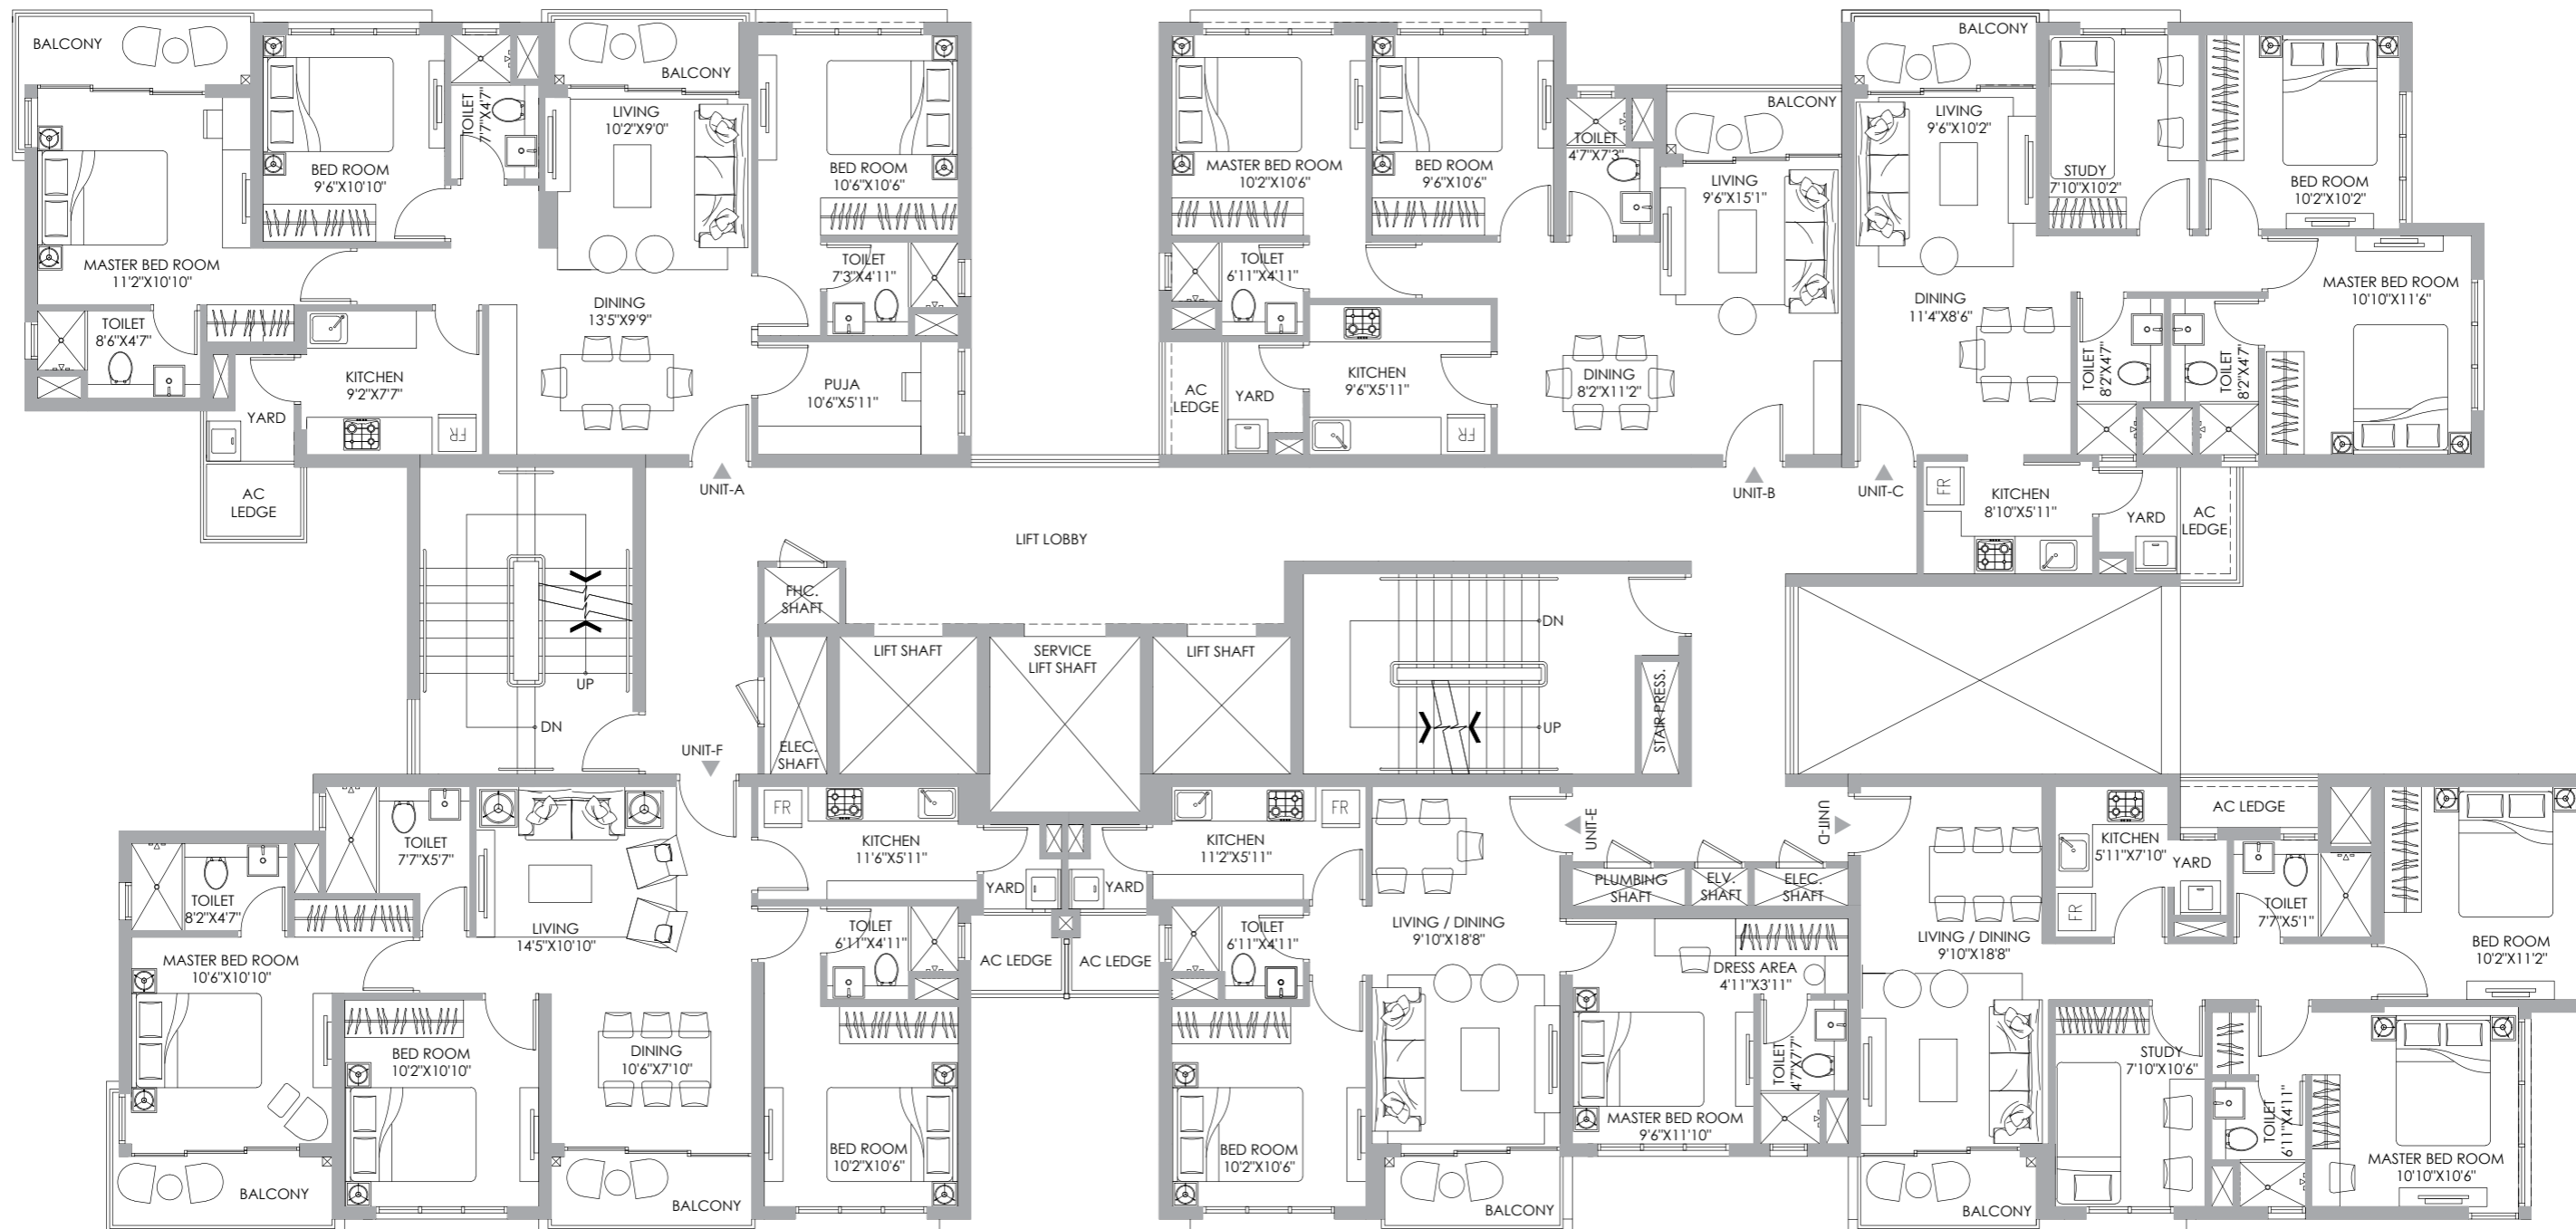 BALCONY
BED ROOM
9'6"X10'10"
TOILET
7'7"X4'7"
LIVING
10'2"X9'0"
BALCONY
BED ROOM
10'6"X10'6"
MASTER BED ROOM
11'2"X10'10"
TOILET
8'6"X4'7"
KITCHEN
9'2"X7'7"
FR
YARD
AC
LEDGE
DINING
13'5"X9'9"
TOILET
7'3"X4'11"
PUJA
10'6"X5'11"
UNIT-A
MASTER BED ROOM
10'2"X10'6"
BED ROOM
9'6"X10'6"
TOILET
4'7"X7'3"
BALCONY
LIVING
9'6"X15'1"
TOILET
6'11"X4'11"
AC
LEDGE
YARD
KITCHEN
9'6"X5'11"
FR
DINING
8'2"X11'2"
UNIT-B
BALCONY
LIVING
9'6"X10'2"
STUDY
7'10"X10'2"
BED ROOM
10'2"X10'2"
DINING
11'4"X8'6"
TOILET
8'2"X4'7"
TOILET
8'2"X4'7"
MASTER BED ROOM
10'10"X11'6"
UNIT-C
FR
KITCHEN
8'10"X5'11"
YARD
AC
LEDGE
LIFT LOBBY
UP
DN
FHC.
SHAFT
ELEC.
SHAFT
LIFT SHAFT
SERVICE
LIFT SHAFT
LIFT SHAFT
DN
UP
STAIR PRESS.
UNIT-F
TOILET
8'2"X4'7"
TOILET
7'7"X5'7"
LIVING
14'5"X10'10"
MASTER BED ROOM
10'6"X10'10"
BED ROOM
10'2"X10'10"
DINING
10'6"X7'10"
BALCONY
BALCONY
FR
KITCHEN
11'6"X5'11"
YARD
TOILET
6'11"X4'11"
AC LEDGE
BED ROOM
10'2"X10'6"
KITCHEN
11'2"X5'11"
FR
YARD
AC LEDGE
TOILET
6'11"X4'11"
LIVING / DINING
9'10"X18'8"
BED ROOM
10'2"X10'6"
BALCONY
UNIT-E
PLUMBING
SHAFT
ELV.
SHAFT
ELEC.
SHAFT
DRESS AREA
4'11"X3'11"
TOILET
4'7"X7'7"
MASTER BED ROOM
9'6"X11'10"
UNIT-D
LIVING / DINING
9'10"X18'8"
BALCONY
KITCHEN
5'11"X7'10"
FR
YARD
AC LEDGE
TOILET
7'7"X5'1"
BED ROOM
10'2"X11'2"
STUDY
7'10"X10'6"
TOILET
6'11"X4'11"
MASTER BED ROOM
10'10"X10'6"